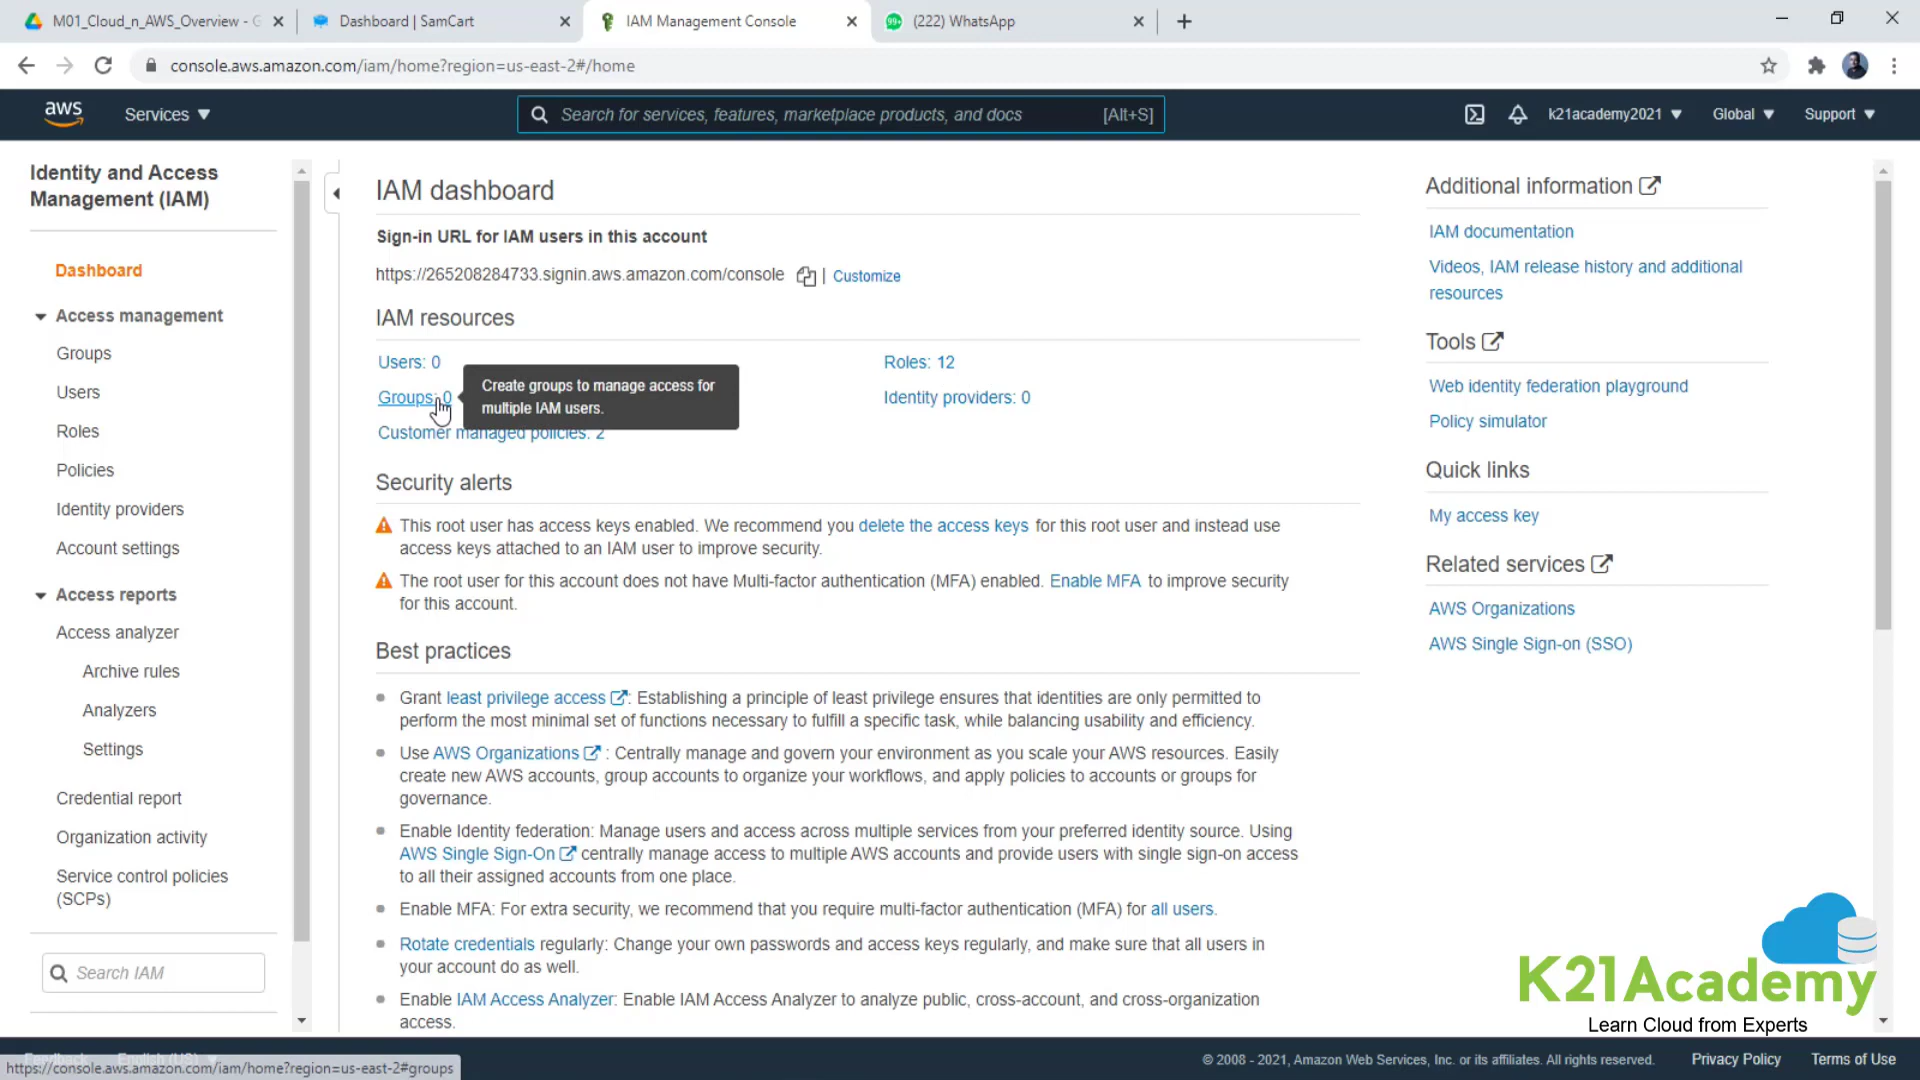 M01_Cloud_n_AWS_Overview - G
Dashboard | SamCart
IAM Management Console
99+
(222) WhatsApp
console.aws.amazon.com/iam/home?region=us-east-2#/home
aws
Services
Search for services, features, marketplace products, and docs
[Alt+S]
k21academy2021
Global
Support
Identity and Access
Management (IAM)
Dashboard
Access management
Groups
Users
Roles
Policies
Identity providers
Account settings
Access reports
Access analyzer
Archive rules
Analyzers
Settings
Credential report
Organization activity
Service control policies
(SCPs)
Search IAM
IAM dashboard
Sign-in URL for IAM users in this account
https://265208284733.signin.aws.amazon.com/console
|
Customize
IAM resources
Users: 0
Roles: 12
Groups: 0
Create groups to manage access for
multiple IAM users.
Identity providers: 0
Customer managed policies: 2
Security alerts
This root user has access keys enabled. We recommend you delete the access keys for this root user and instead use
access keys attached to an IAM user to improve security.
The root user for this account does not have Multi-factor authentication (MFA) enabled. Enable MFA to improve security
for this account.
Best practices
Grant least privilege access : Establishing a principle of least privilege ensures that identities are only permitted to
perform the most minimal set of functions necessary to fulfill a specific task, while balancing usability and efficiency.
Use AWS Organizations : Centrally manage and govern your environment as you scale your AWS resources. Easily
create new AWS accounts, group accounts to organize your workflows, and apply policies to accounts or groups for
governance.
Enable Identity federation: Manage users and access across multiple services from your preferred identity source. Using
AWS Single Sign-On centrally manage access to multiple AWS accounts and provide users with single sign-on access
to all their assigned accounts from one place.
Enable MFA: For extra security, we recommend that you require multi-factor authentication (MFA) for all users.
Rotate credentials regularly: Change your own passwords and access keys regularly, and make sure that all users in
your account do as well.
Enable IAM Access Analyzer: Enable IAM Access Analyzer to analyze public, cross-account, and cross-organization
access.
Additional information
IAM documentation
Videos, IAM release history and additional
resources
Tools
Web identity federation playground
Policy simulator
Quick links
My access key
Related services
AWS Organizations
AWS Single Sign-on (SSO)
K21Academy
Learn Cloud from Experts
Feedback
English (US)
https://console.aws.amazon.com/iam/home?region=us-east-2#groups
© 2008 - 2021, Amazon Web Services, Inc. or its affiliates. All rights reserved.
Privacy Policy
Terms of Use